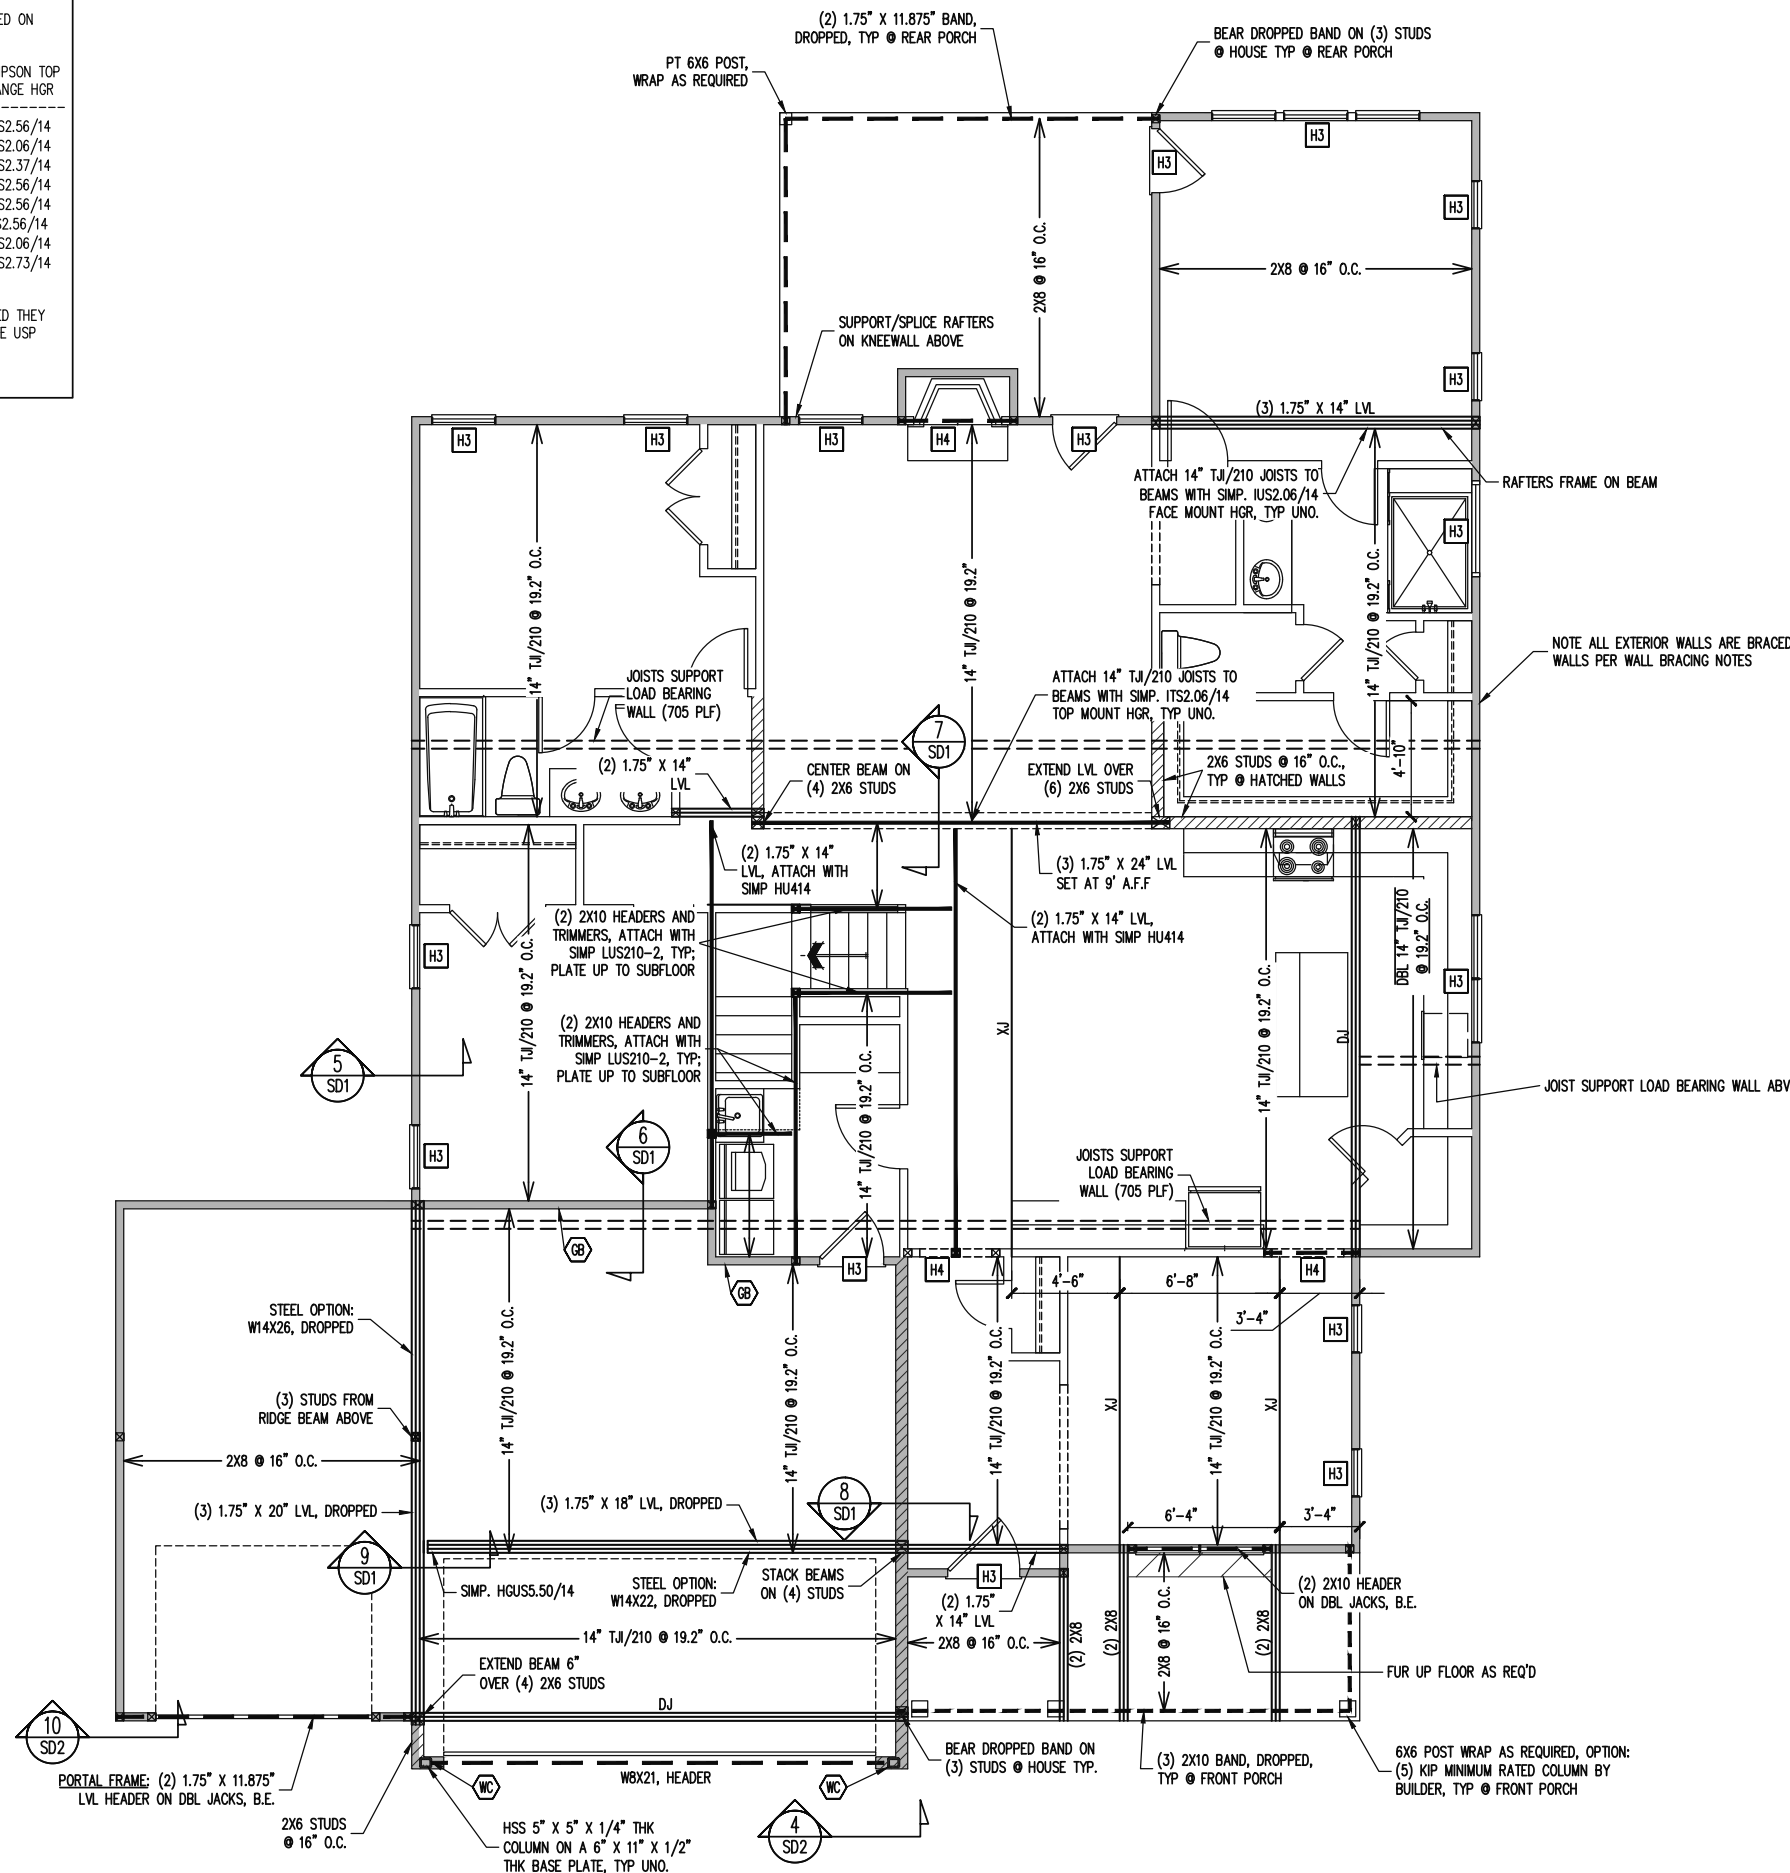 ED ON
PSON TOP
ANGE HGR
S2.56/14
S2.06/14
S2.37/14
S2.56/14
S2.56/14
S2.56/14
S2.06/14
S2.73/14
ED THEY
E USP
(2) 1.75" X 11.875" BAND,
DROPPED, TYP @ REAR PORCH
BEAR DROPPED BAND ON (3) STUDS
@ HOUSE TYP @ REAR PORCH
PT 6X6 POST,
WRAP AS REQUIRED
H3
H3
H3
2X8 @ 16" O.C.
2X8 @ 16" O.C.
SUPPORT/SPLICE RAFTERS
ON KNEEWALL ABOVE
H3
(3) 1.75" X 14" LVL
H3
H3
H3
H4
H3
ATTACH 14" TJI/210 JOISTS TO
BEAMS WITH SIMP. IUS2.06/14
FACE MOUNT HGR, TYP UNO.
RAFTERS FRAME ON BEAM
H3
14" TJI/210 @ 19.2" O.C.
14" TJI/210 @ 19.2"
14" TJI/210 @ 19.2" O.C.
NOTE ALL EXTERIOR WALLS ARE BRACED
WALLS PER WALL BRACING NOTES
JOISTS SUPPORT
LOAD BEARING
WALL (705 PLF)
ATTACH 14" TJI/210 JOISTS TO
BEAMS WITH SIMP. ITS2.06/14
TOP MOUNT HGR, TYP UNO.
7
SD1
4'-10"
(2) 1.75" X 14"
LVL
CENTER BEAM ON
(4) 2X6 STUDS
EXTEND LVL OVER
(6) 2X6 STUDS
2X6 STUDS @ 16" O.C.,
TYP @ HATCHED WALLS
(2) 1.75" X 14"
LVL, ATTACH WITH
SIMP HU414
(3) 1.75" X 24" LVL
SET AT 9' A.F.F
(2) 1.75" X 14" LVL,
ATTACH WITH SIMP HU414
DBL 14" TJI/210
@ 19.2" O.C.
(2) 2X10 HEADERS AND
TRIMMERS, ATTACH WITH
SIMP LUS210-2, TYP;
PLATE UP TO SUBFLOOR
H3
H3
14" TJI/210 @ 19.2" O.C.
(2) 2X10 HEADERS AND
TRIMMERS, ATTACH WITH
SIMP LUS210-2, TYP;
PLATE UP TO SUBFLOOR
XJ
14" TJI/210 @ 19.2" O.C.
DJ
5
SD1
14" TJI/210 @ 19.2" O.C.
JOIST SUPPORT LOAD BEARING WALL ABV
6
SD1
H3
JOISTS SUPPORT
LOAD BEARING
WALL (705 PLF)
GB
GB
H3
H4
H4
4'-6"
6'-8"
3'-4"
STEEL OPTION:
W14X26, DROPPED
H3
14" TJI/210 @ 19.2" O.C.
14" TJI/210 @ 19.2" O.C.
14" TJI/210 @ 19.2" O.C.
XJ
14" TJI/210 @ 19.2" O.C.
XJ
(3) STUDS FROM
RIDGE BEAM ABOVE
2X8 @ 16" O.C.
H3
(3) 1.75" X 20" LVL, DROPPED
(3) 1.75" X 18" LVL, DROPPED
8
SD1
6'-4"
3'-4"
9
SD1
SIMP. HGUS5.50/14
STEEL OPTION:
W14X22, DROPPED
STACK BEAMS
ON (4) STUDS
H3
(2) 1.75"
X 14" LVL
(2) 2X10 HEADER
ON DBL JACKS, B.E.
14" TJI/210 @ 19.2" O.C.
2X8 @ 16" O.C.
(2) 2X8
(2) 2X8
2X8 @ 16" O.C.
(2) 2X8
EXTEND BEAM 6"
OVER (4) 2X6 STUDS
FUR UP FLOOR AS REQ'D
DJ
10
SD2
PORTAL FRAME: (2) 1.75" X 11.875"
LVL HEADER ON DBL JACKS, B.E.
WC
W8X21, HEADER
WC
BEAR DROPPED BAND ON
(3) STUDS @ HOUSE TYP.
(3) 2X10 BAND, DROPPED,
TYP @ FRONT PORCH
6X6 POST WRAP AS REQUIRED, OPTION:
(5) KIP MINIMUM RATED COLUMN BY
BUILDER, TYP @ FRONT PORCH
2X6 STUDS
@ 16" O.C.
HSS 5" X 5" X 1/4" THK
COLUMN ON A 6" X 11" X 1/2"
THK BASE PLATE, TYP UNO.
4
SD2